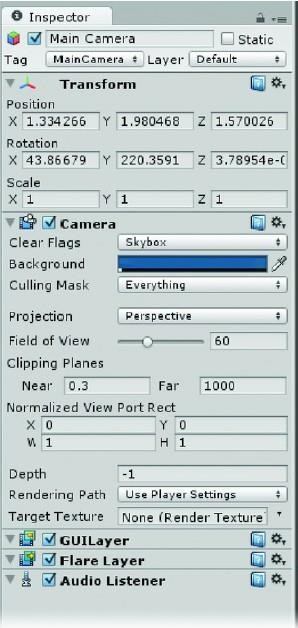 Inspector
Main Camera Static
Tag MainCamera Layer Default
Transform
Position
X 1.334266 Y 1.980468 Z 1.570026
Rotation
X 43.86679 Y 220.3591 Z 3.78954e-(
Scale
X 1 Y 1 Z 1
Camera
Clear Flags Skybox
Background
Culling Mask Everything
Projection Perspective
Field of View 60
Clipping Planes
Near 0.3 Far 1000
Normalized View Port Rect
X 0 Y 0
W 1 H 1
Depth -1
Rendering Path Use Player Settings
Target Texture None (Render Texture
GUILayer
Flare Layer
Audio Listener